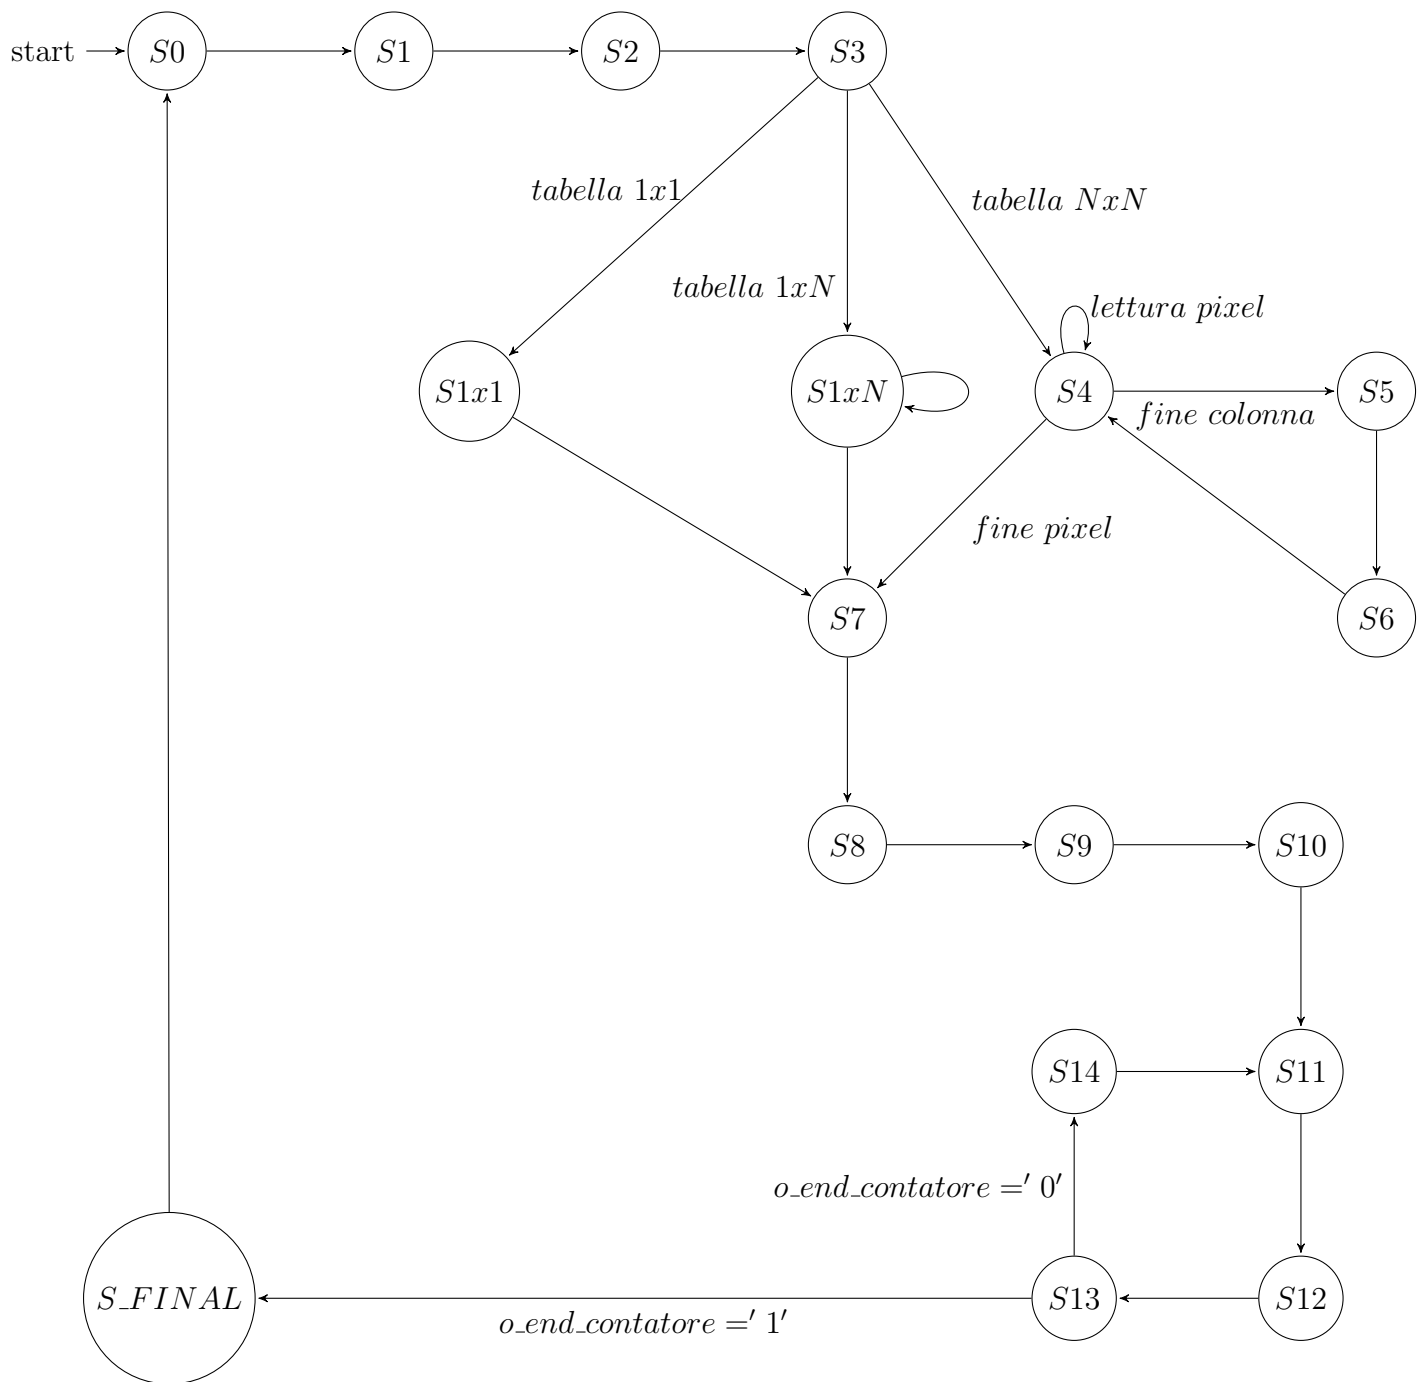 start S0 S1 S2 S3
tabella 1x1
tabella NxN
tabella 1xN
lettura pixel
S1x1 S1xN S4 S5
fine colonna
fine pixel
S7 S6
S8 S9 S10
S14 S11
o_end_contatore =′ 0′
S_FINAL S13 S12
o_end_contatore =′ 1′